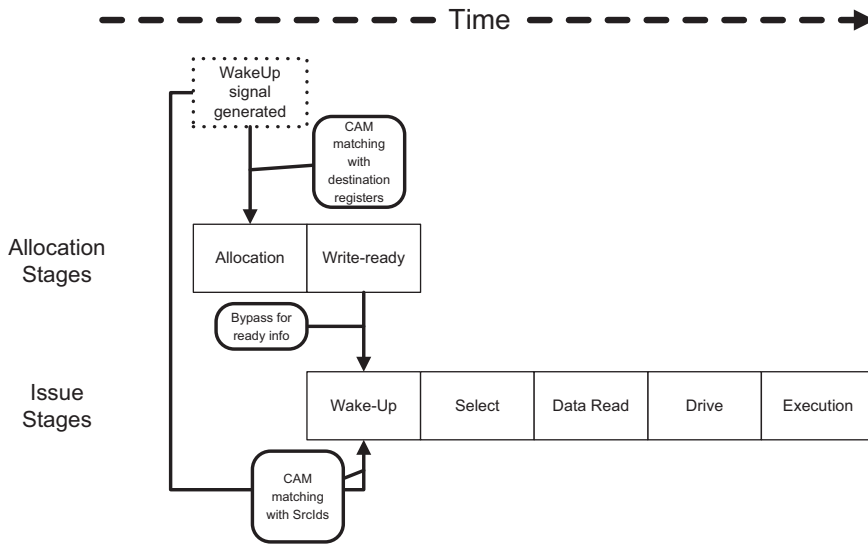 Time
WakeUp
signal
generated
CAM
matching
with
destination
registers
Allocation
Stages
Allocation
Write-ready
Bypass for
ready info
Issue
Stages
Wake-Up
Select
Data Read
Drive
Execution
CAM
matching
with SrcIds